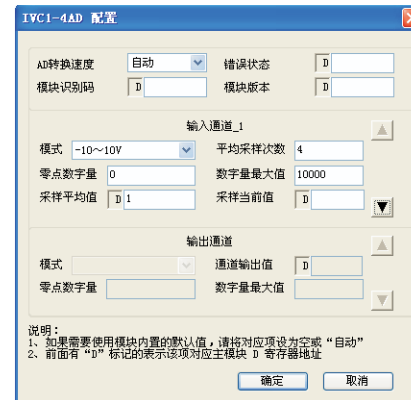 IVC1-4AD 配置
AD转换速度 自动 错误状态 D
模块识别码 D 模块版本 D
输入通道_1
模式 -10～10V 平均采样次数 4
零点数字量 0 数字量最大值 10000
采样平均值 D 1 采样当前值 D
输出通道
模式 通道输出值 D
零点数字量 数字量最大值
说明：
1、如果需要使用模块内置的默认值，请将对应项设为空或“自动”
2、前面有“D”标记的表示该项对应主模块 D 寄存器地址
确定 取消